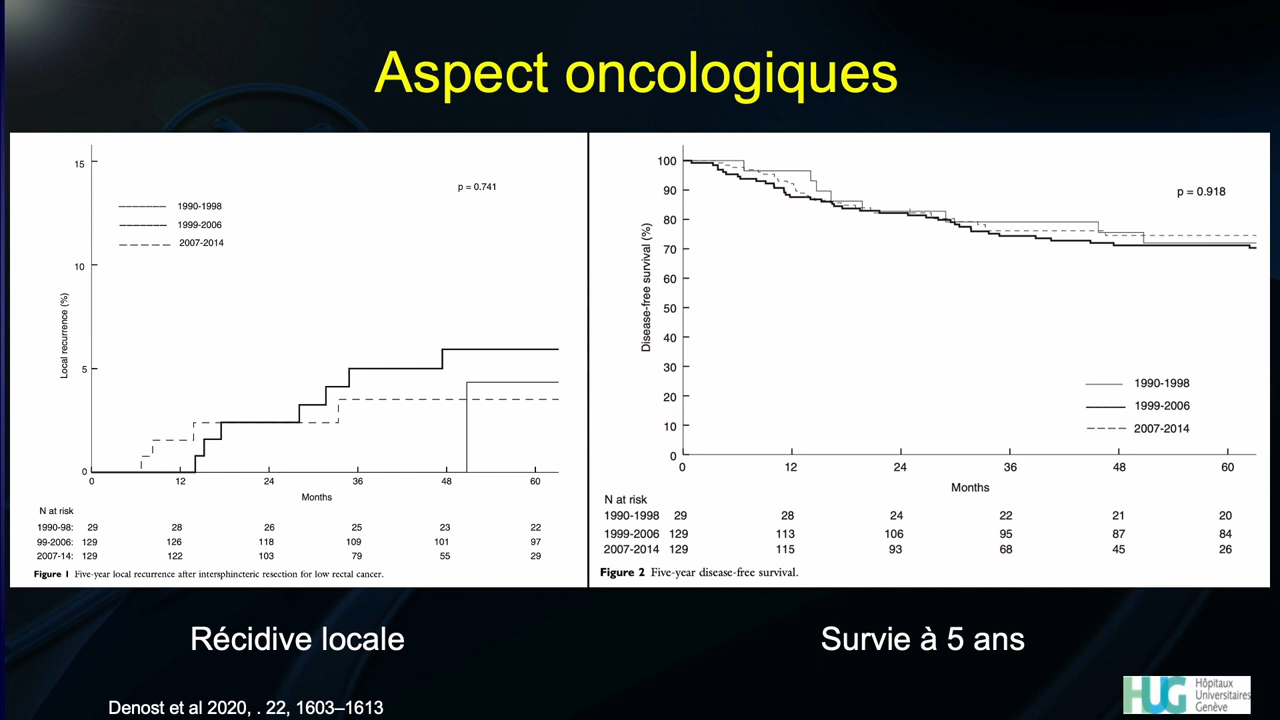 Aspect oncologiques
15
10
5
0
Local recurrence (%)
p = 0.741
1990-1998
1999-2006
2007-2014
0 12 24 36 48 60
Months
N at risk
1990-98: 29 28 26 25 23 22
99-2006: 129 126 118 109 101 97
2007-14: 129 122 103 79 55 29
Figure 1 Five-year local recurrence after intersphincteric resection for low rectal cancer.
100
90
80
70
60
50
40
30
20
10
0
Disease-free survival (%)
p = 0.918
1990-1998
1999-2006
2007-2014
0 12 24 36 48 60
Months
N at risk
1990-1998 29 28 24 22 21 20
1999-2006 129 113 106 95 87 84
2007-2014 129 115 93 68 45 26
Figure 2 Five-year disease-free survival.
Récidive locale
Survie à 5 ans
Denost et al 2020, . 22, 1603–1613
HUG
Hôpitaux
Universitaires
Genève